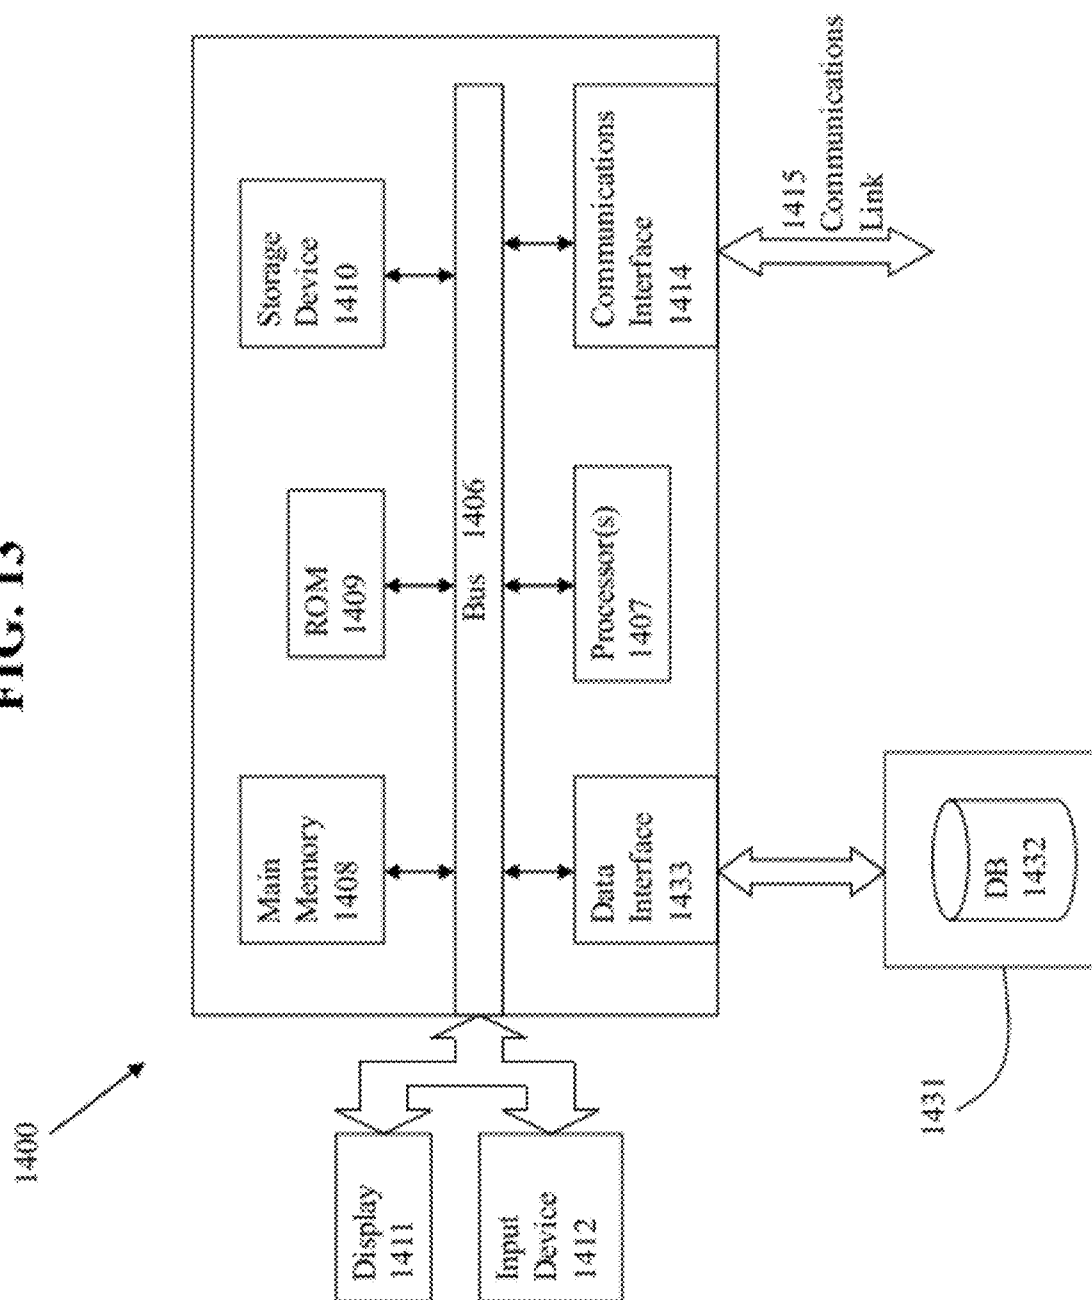 FIG.
1400
Main
Memory
1408
ROM
1409
Storage
Device
1410
Display
1411
Bus 1406
Input
Device
1412
Data
Interface
1433
Processor(s)
1407
Communications
Interface
1414
1415
Communications
Link
1431
DB
1432